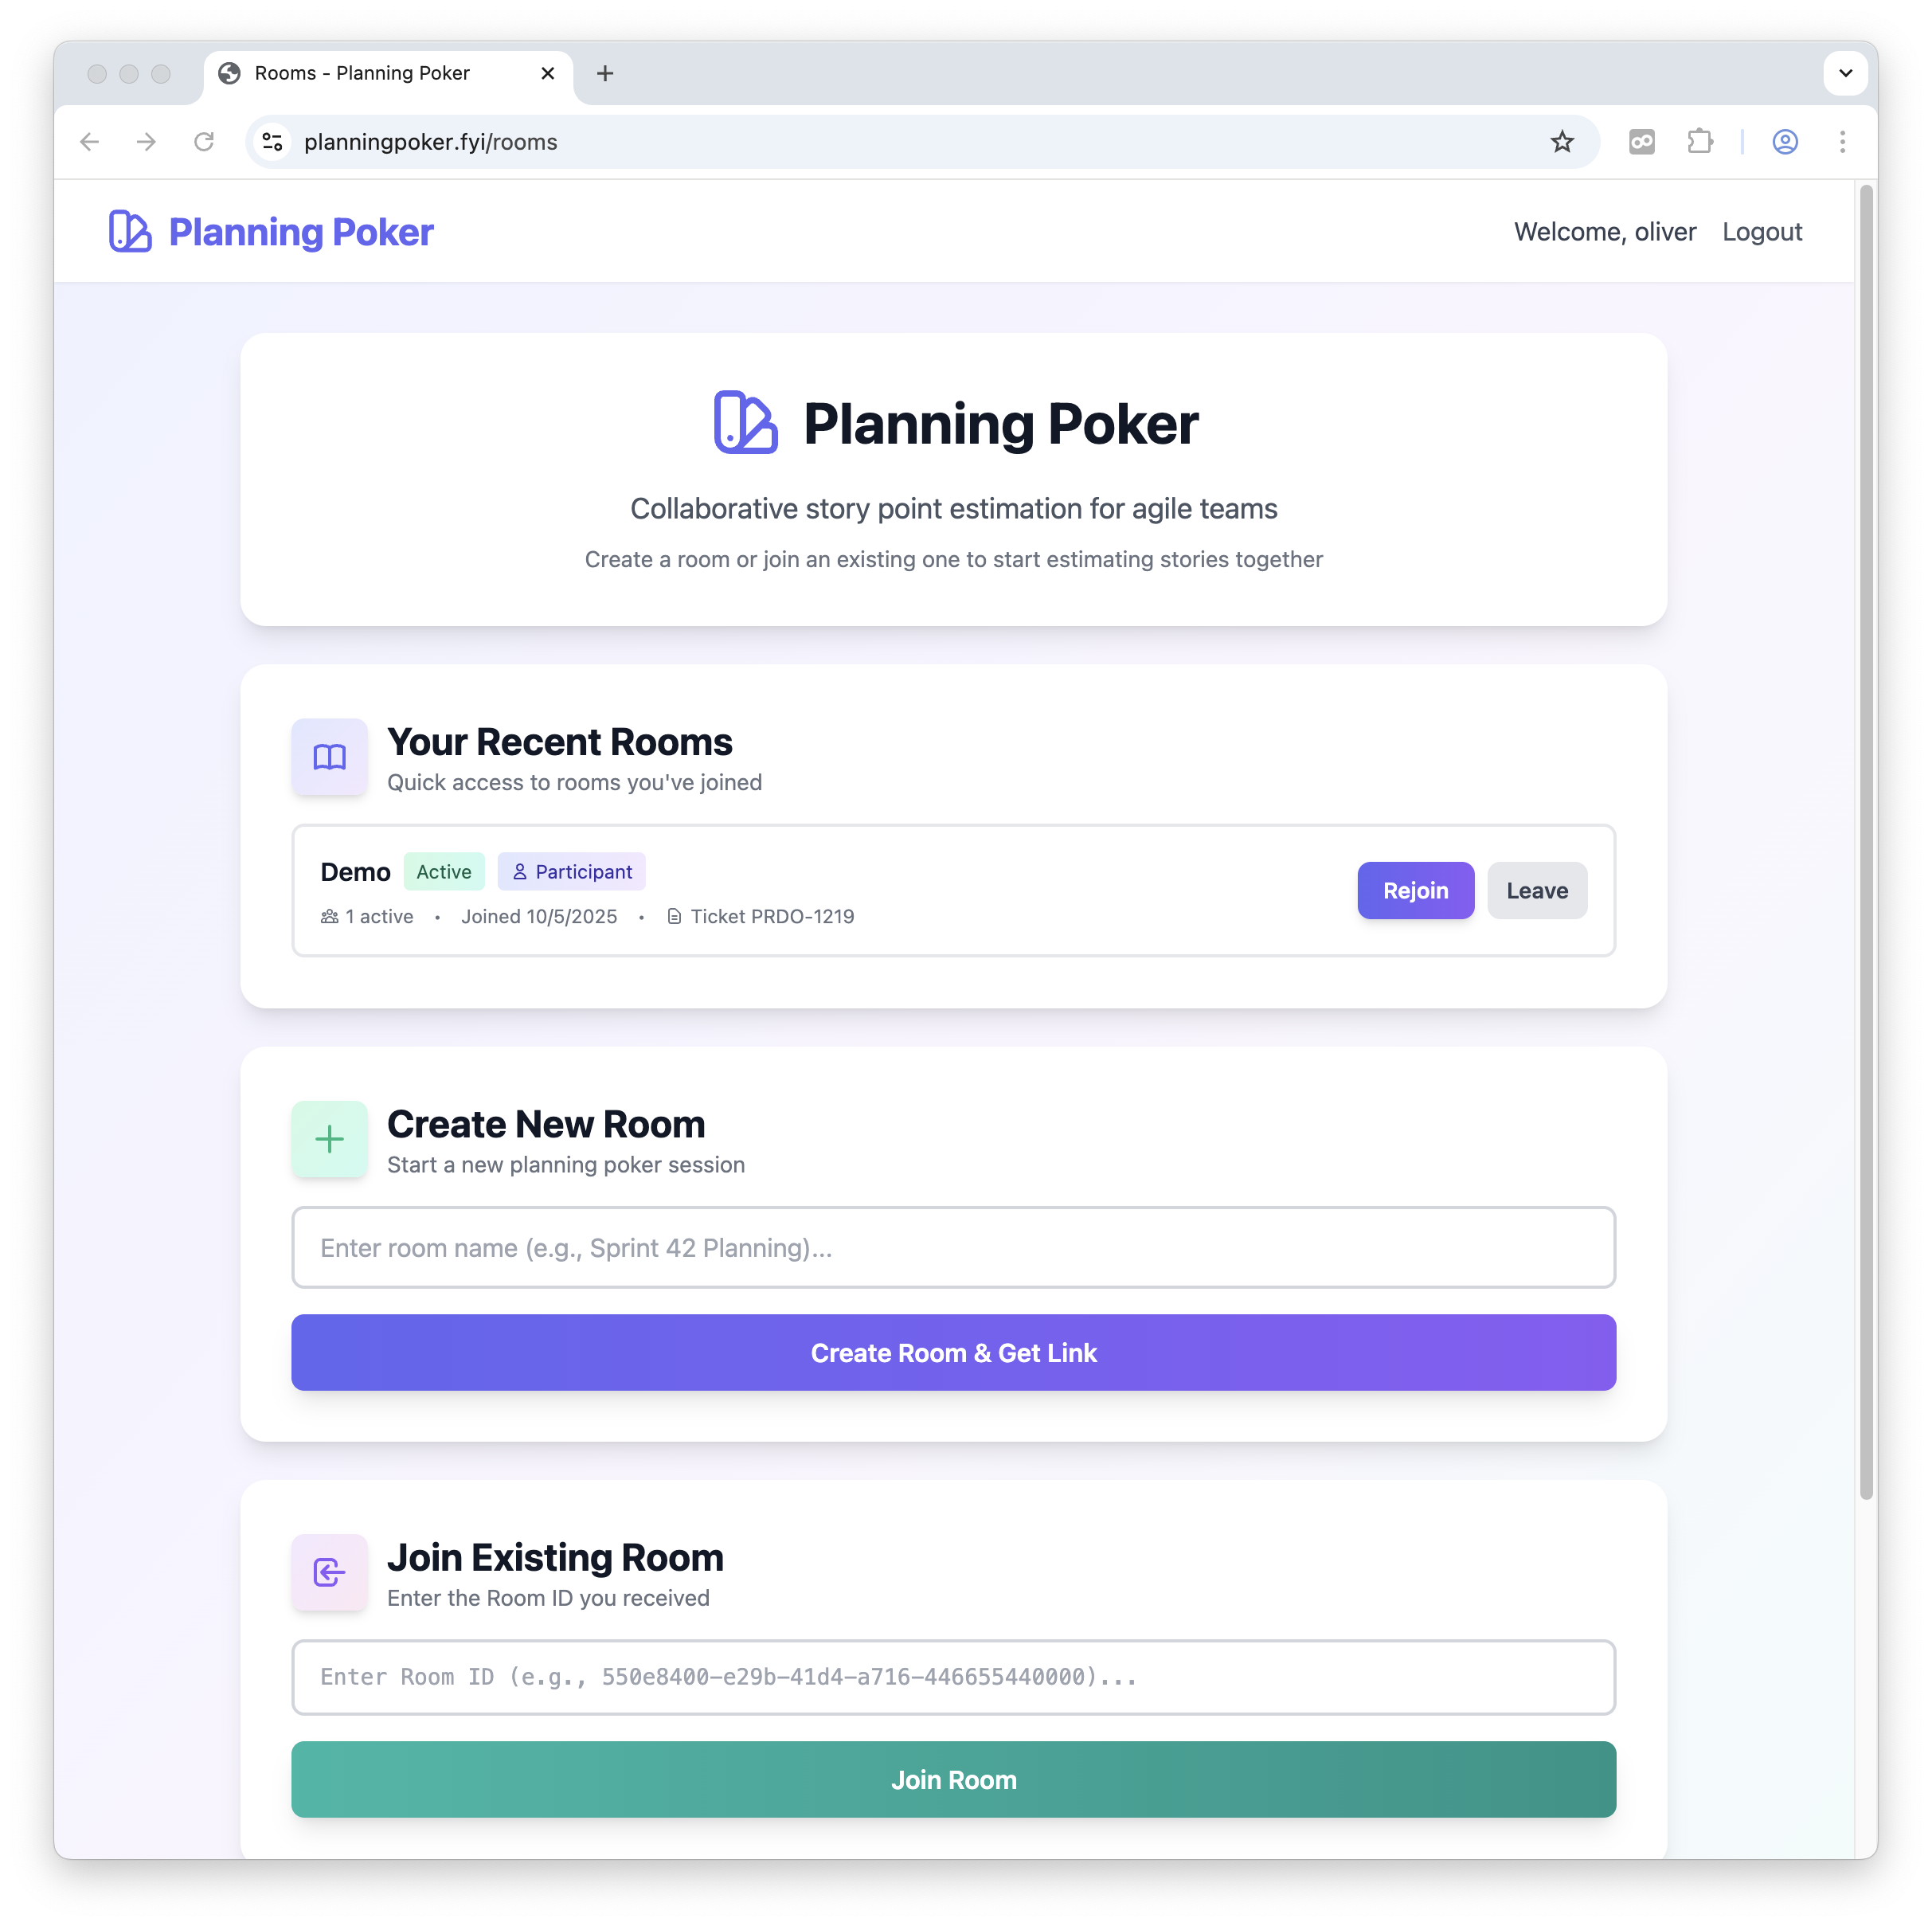 Rooms - Planning Poker
planningpoker.fyi/rooms
Planning Poker
Welcome, oliver
Logout
Planning Poker
Collaborative story point estimation for agile teams
Create a room or join an existing one to start estimating stories together
Your Recent Rooms
Quick access to rooms you've joined
Demo Active Participant
1 active • Joined 10/5/2025 • Ticket PRDO-1219
Rejoin
Leave
Create New Room
Start a new planning poker session
Enter room name (e.g., Sprint 42 Planning)...
Create Room & Get Link
Join Existing Room
Enter the Room ID you received
Enter Room ID (e.g., 550e8400-e29b-41d4-a716-446655440000)...
Join Room